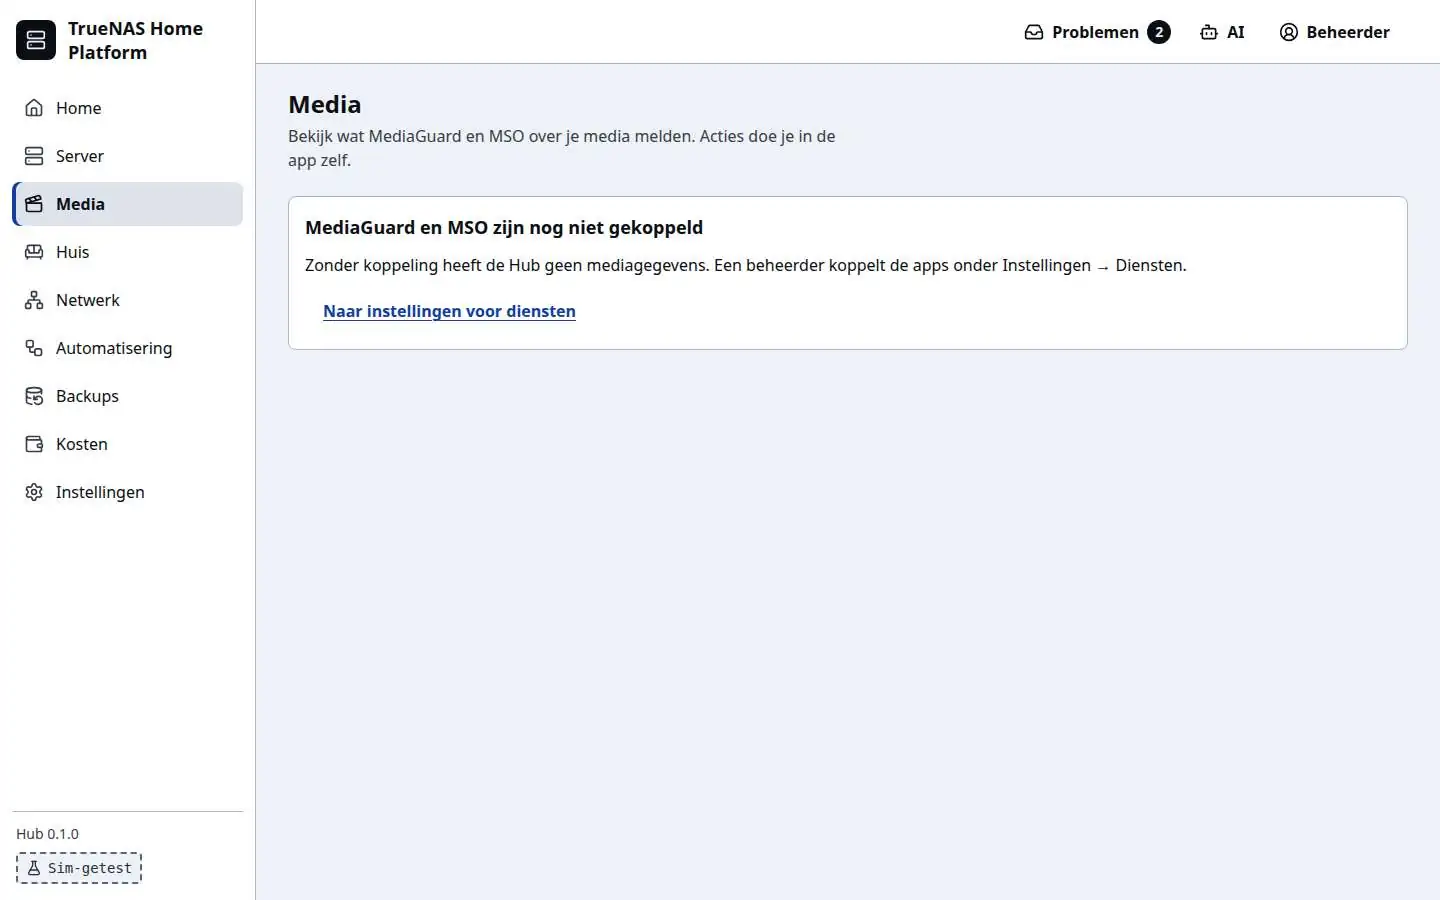 TrueNAS Home
Platform
Home
Server
Media
Huis
Netwerk
Automatisering
Backups
Kosten
Instellingen
Hub 0.1.0
Sim-getest
Problemen 2
AI
Beheerder
Media
Bekijk wat MediaGuard en MSO over je media melden. Acties doe je in de
app zelf.
MediaGuard en MSO zijn nog niet gekoppeld
Zonder koppeling heeft de Hub geen mediagegevens. Een beheerder koppelt de apps onder Instellingen → Diensten.
Naar instellingen voor diensten